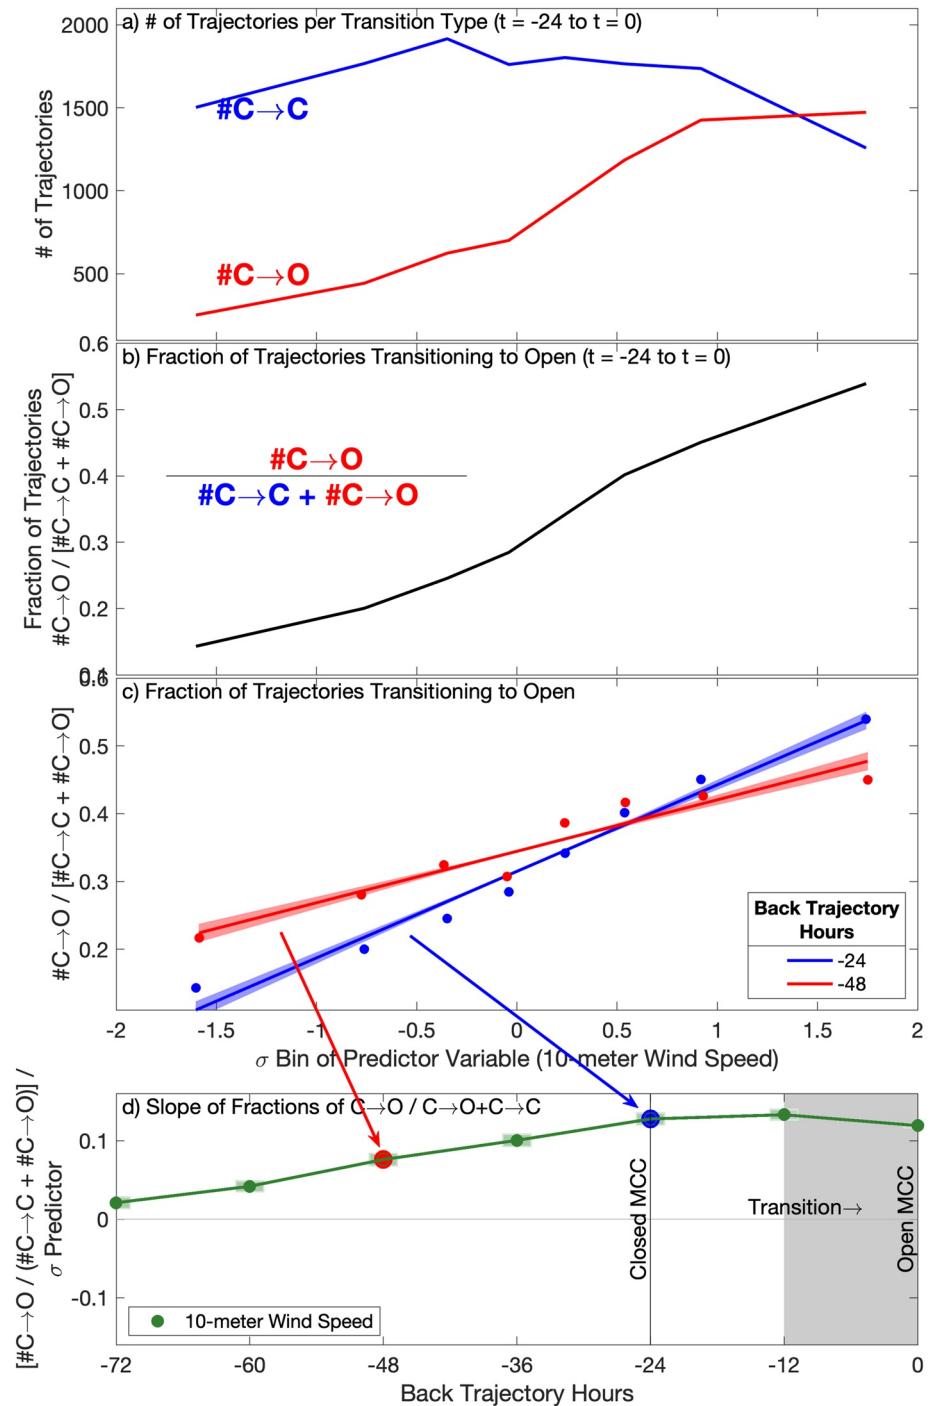 a) # of Trajectories per Transition Type (t = -24 to t = 0)
2000
1500
1000
500
# of Trajectories
#C→C
#C→O
b) Fraction of Trajectories Transitioning to Open (t = -24 to t = 0)
0.6
0.5
0.4
0.3
0.2
0.1
Fraction of Trajectories
#C→O / [#C→C + #C→O]
#C→O
#C→C + #C→O
c) Fraction of Trajectories Transitioning to Open
0.6
0.5
0.4
0.3
0.2
#C→O / [#C→C + #C→O]
Back Trajectory
Hours
-24
-48
-2 -1.5 -1 -0.5 0 0.5 1 1.5 2
σ Bin of Predictor Variable (10-meter Wind Speed)
d) Slope of Fractions of C→O / C→O+C→C
0.1
0
-0.1
[#C→O / (#C→C + #C→O)] /
σ Predictor
Closed MCC
Transition→
Open MCC
10-meter Wind Speed
-72 -60 -48 -36 -24 -12 0
Back Trajectory Hours